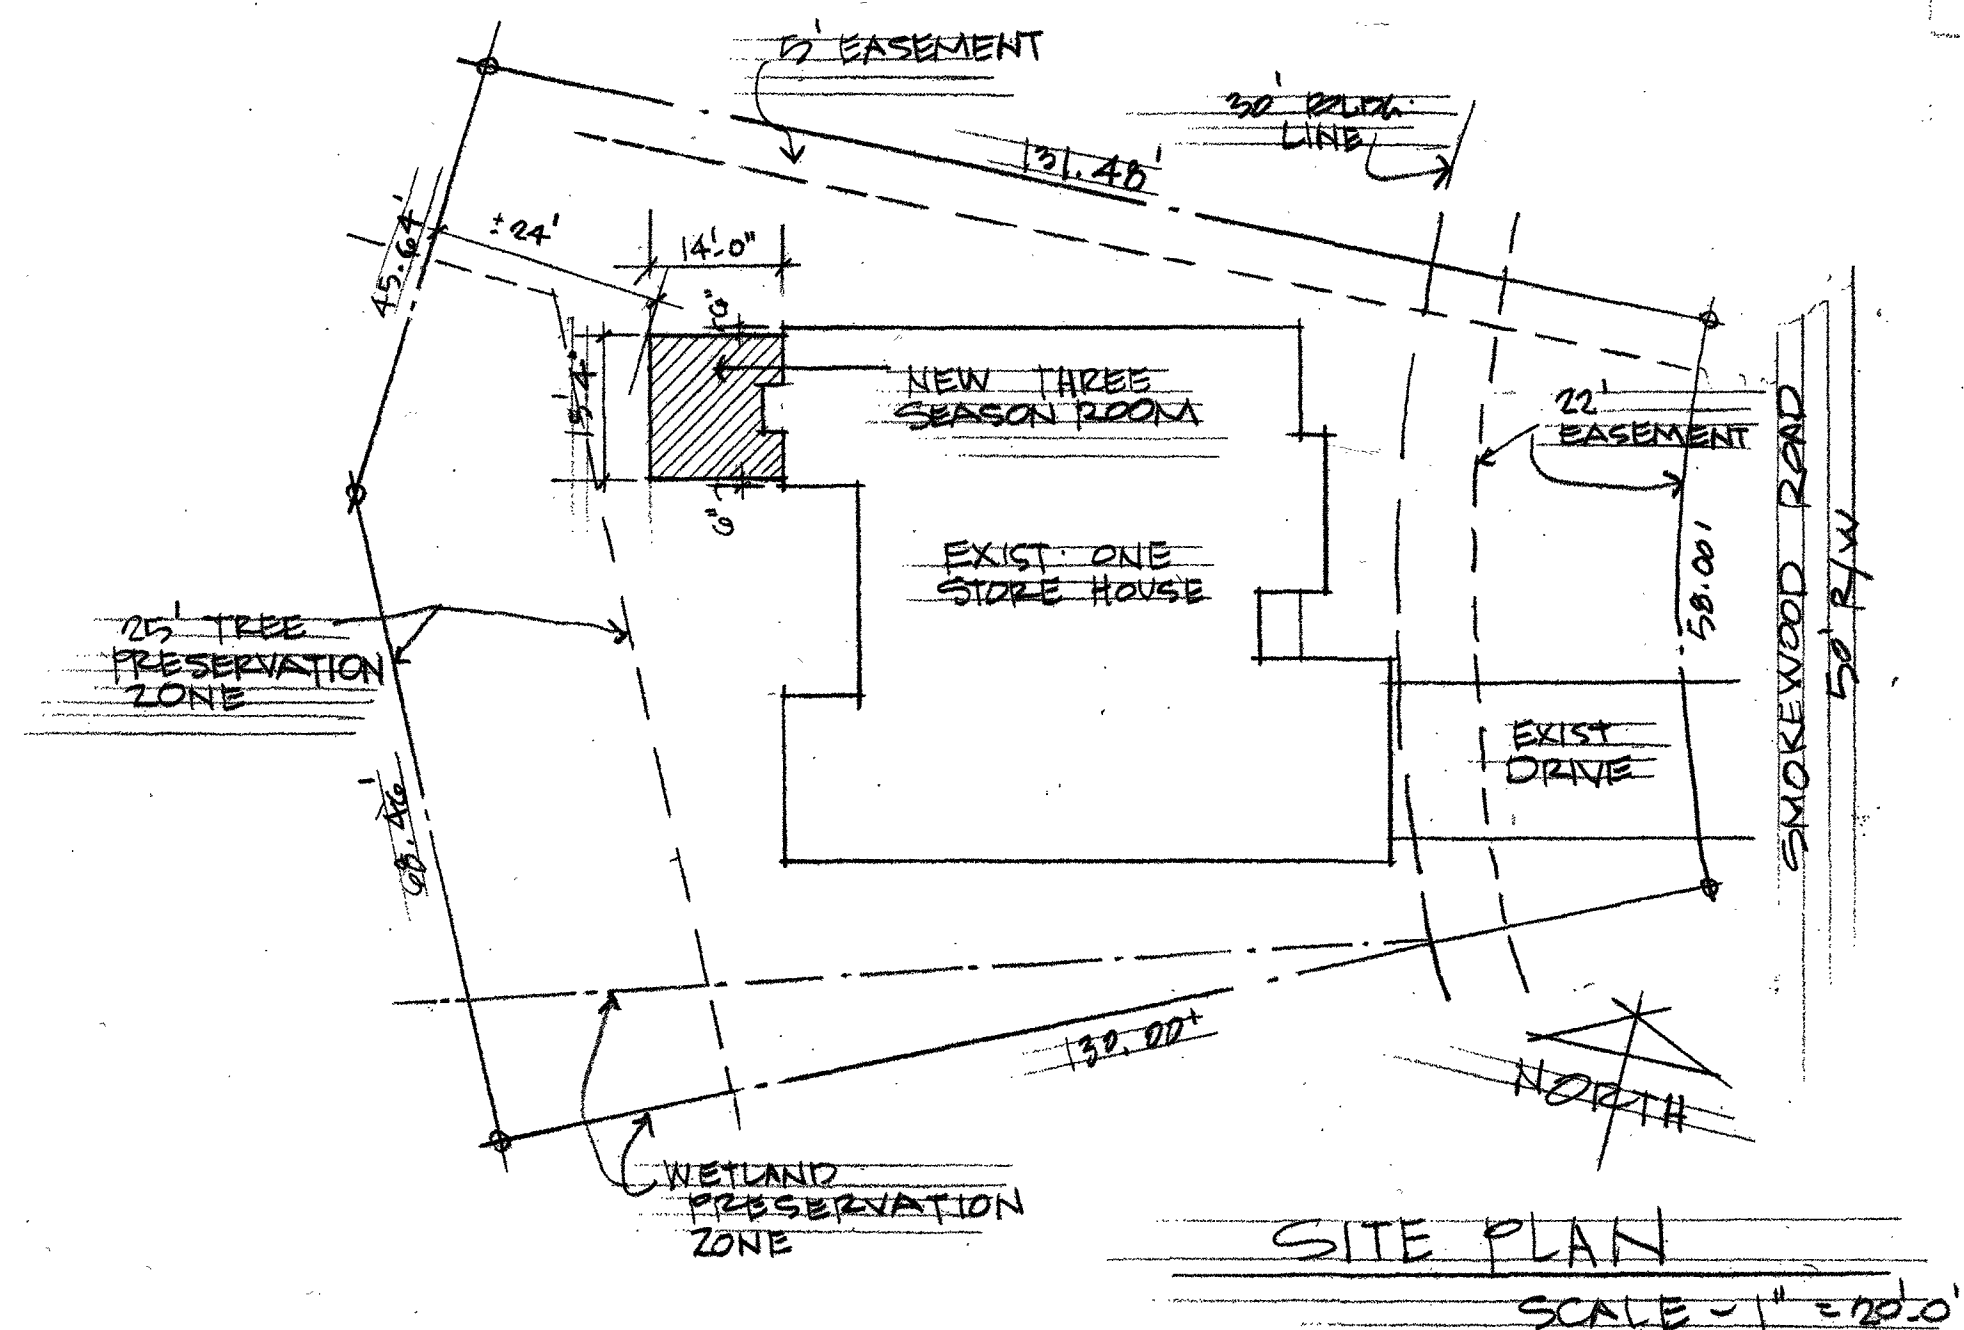 5' EASEMENT
30' BLDG.
LINE
131.48'
45.64'
±24'
14'-0"
6"
15'-4"
6"
NEW THREE
SEASON ROOM
22'
EASEMENT
EXIST. ONE
STORE HOUSE
58.00'
SMOKEWOOD ROAD
50' R/W
25' TREE
PRESERVATION
ZONE
EXIST
DRIVE
68.46'
130.00'
NORTH
WETLAND
PRESERVATION
ZONE
SITE PLAN
SCALE - 1" = 20'-0'